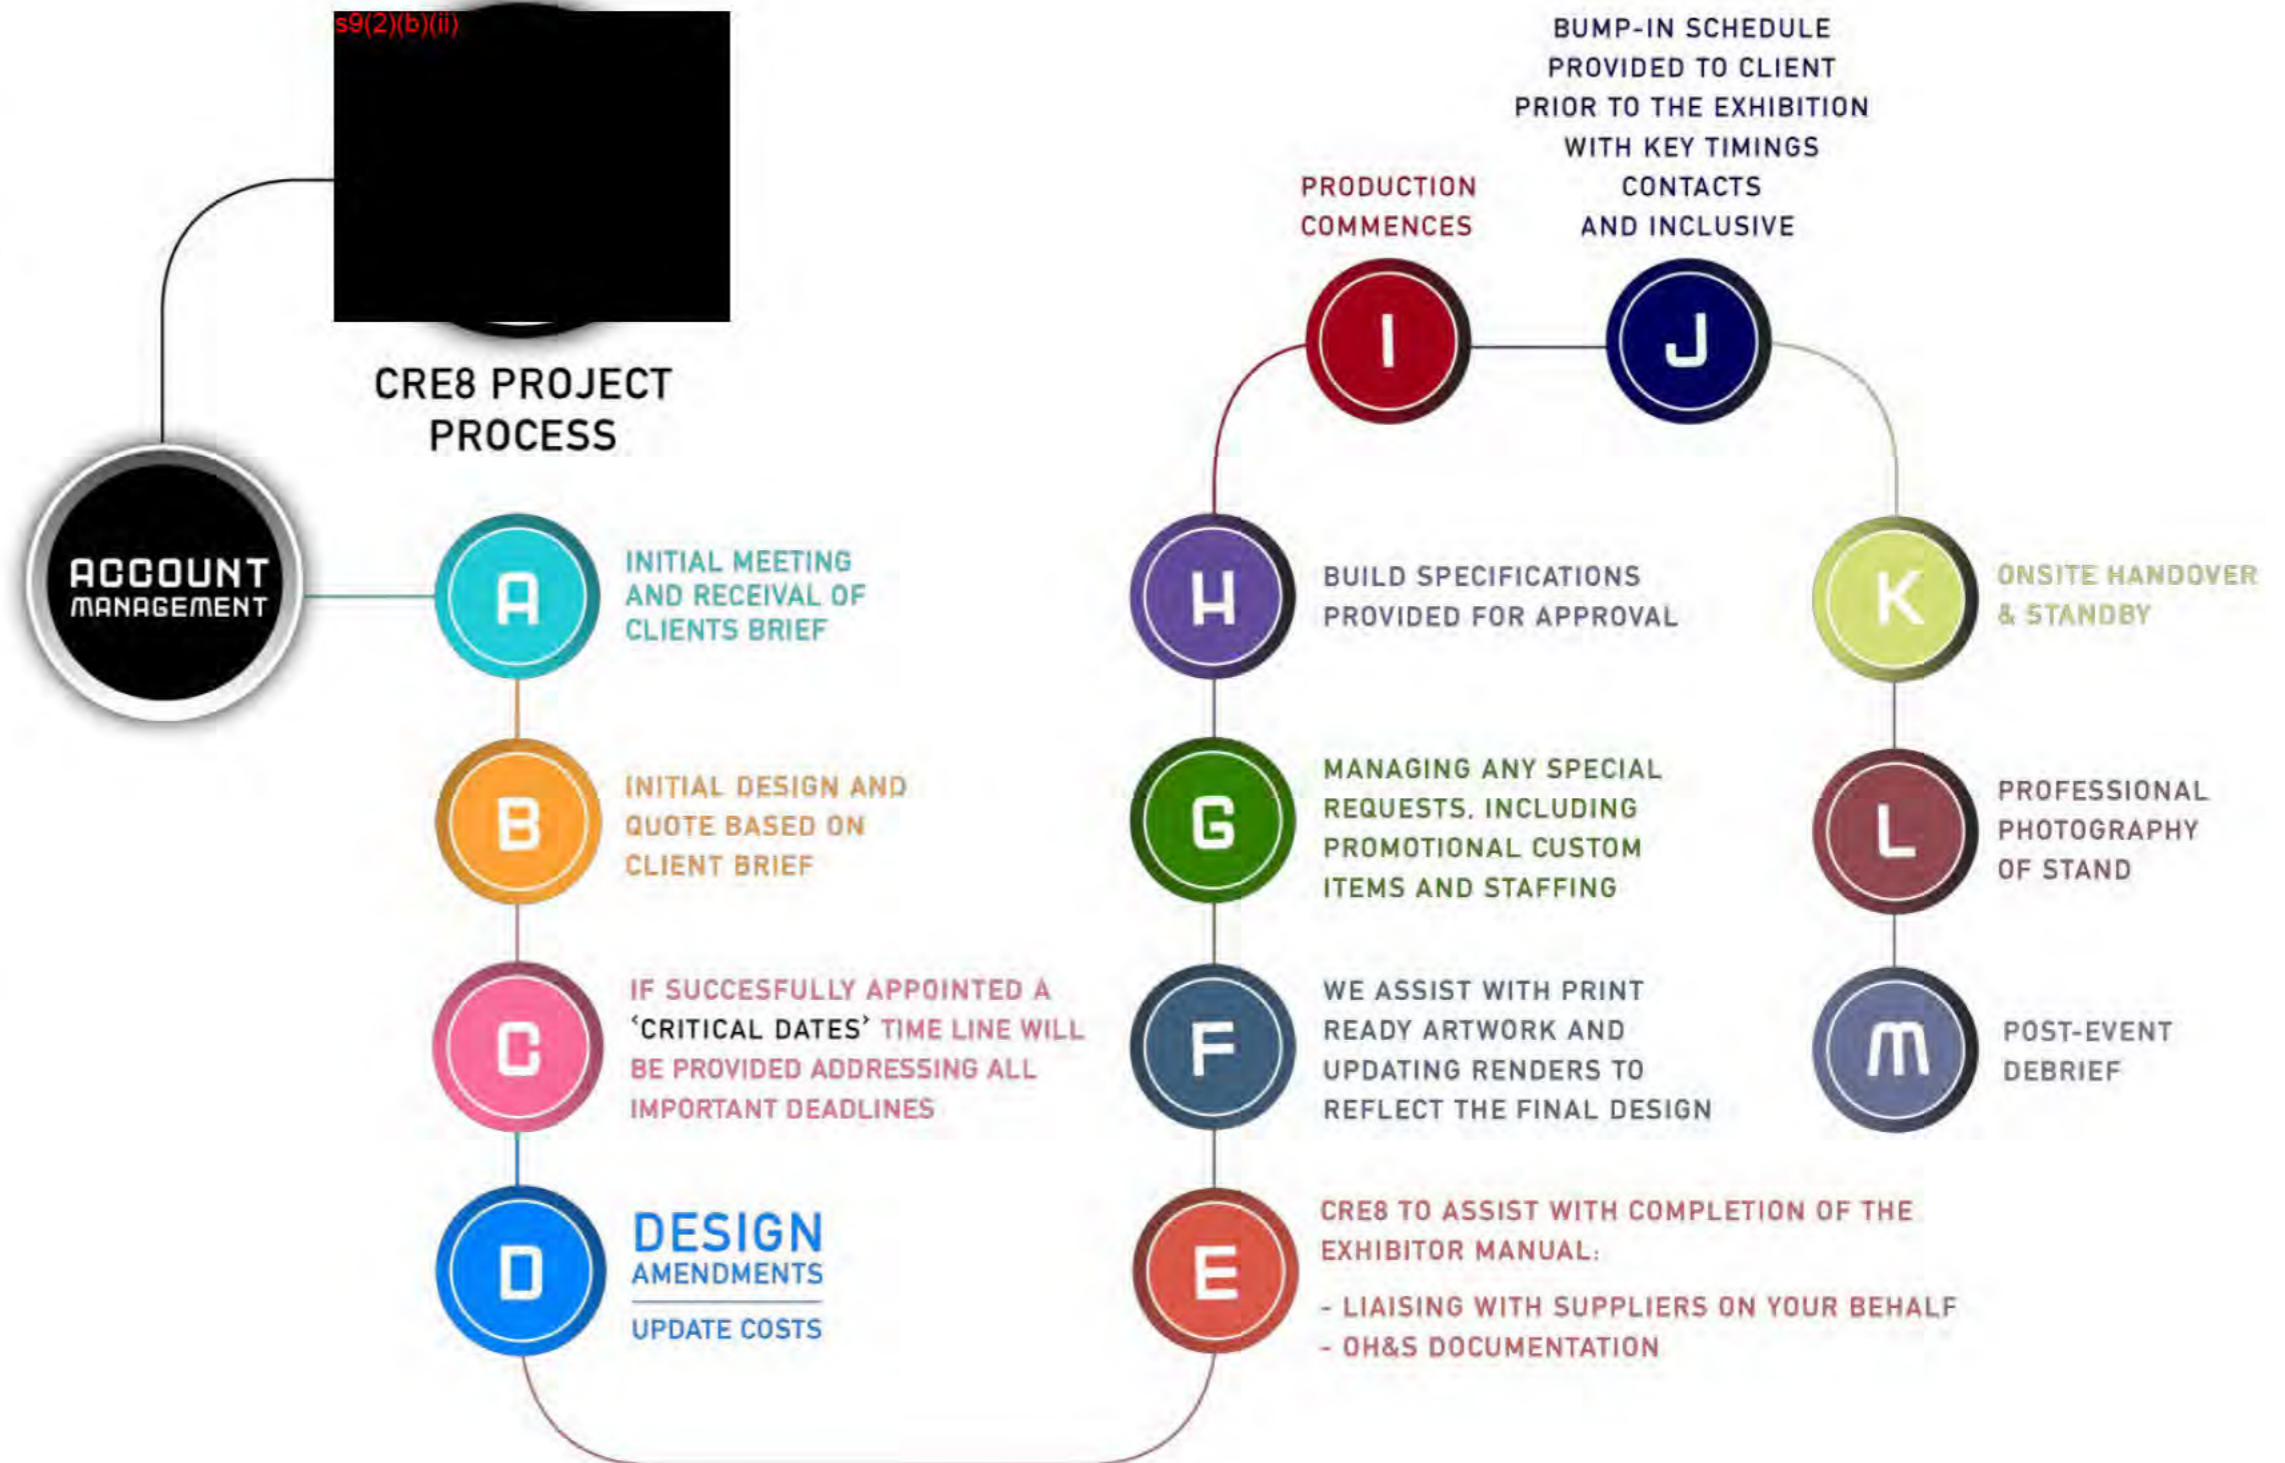 s9(2)(b)(ii)
CRE8 PROJECT
PROCESS
ACCOUNT
MANAGEMENT
A
INITIAL MEETING
AND RECEIVAL OF
CLIENTS BRIEF
B
INITIAL DESIGN AND
QUOTE BASED ON
CLIENT BRIEF
C
IF SUCCESFULLY APPOINTED A
‘CRITICAL DATES’ TIME LINE WILL
BE PROVIDED ADDRESSING ALL
IMPORTANT DEADLINES
D
DESIGN
AMENDMENTS
UPDATE COSTS
E
CRE8 TO ASSIST WITH COMPLETION OF THE
EXHIBITOR MANUAL:
- LIAISING WITH SUPPLIERS ON YOUR BEHALF
- OH&S DOCUMENTATION
F
WE ASSIST WITH PRINT
READY ARTWORK AND
UPDATING RENDERS TO
REFLECT THE FINAL DESIGN
G
MANAGING ANY SPECIAL
REQUESTS, INCLUDING
PROMOTIONAL CUSTOM
ITEMS AND STAFFING
H
BUILD SPECIFICATIONS
PROVIDED FOR APPROVAL
I
PRODUCTION
COMMENCES
J
BUMP-IN SCHEDULE
PROVIDED TO CLIENT
PRIOR TO THE EXHIBITION
WITH KEY TIMINGS
CONTACTS
AND INCLUSIVE
K
ONSITE HANDOVER
& STANDBY
L
PROFESSIONAL
PHOTOGRAPHY
OF STAND
M
POST-EVENT
DEBRIEF